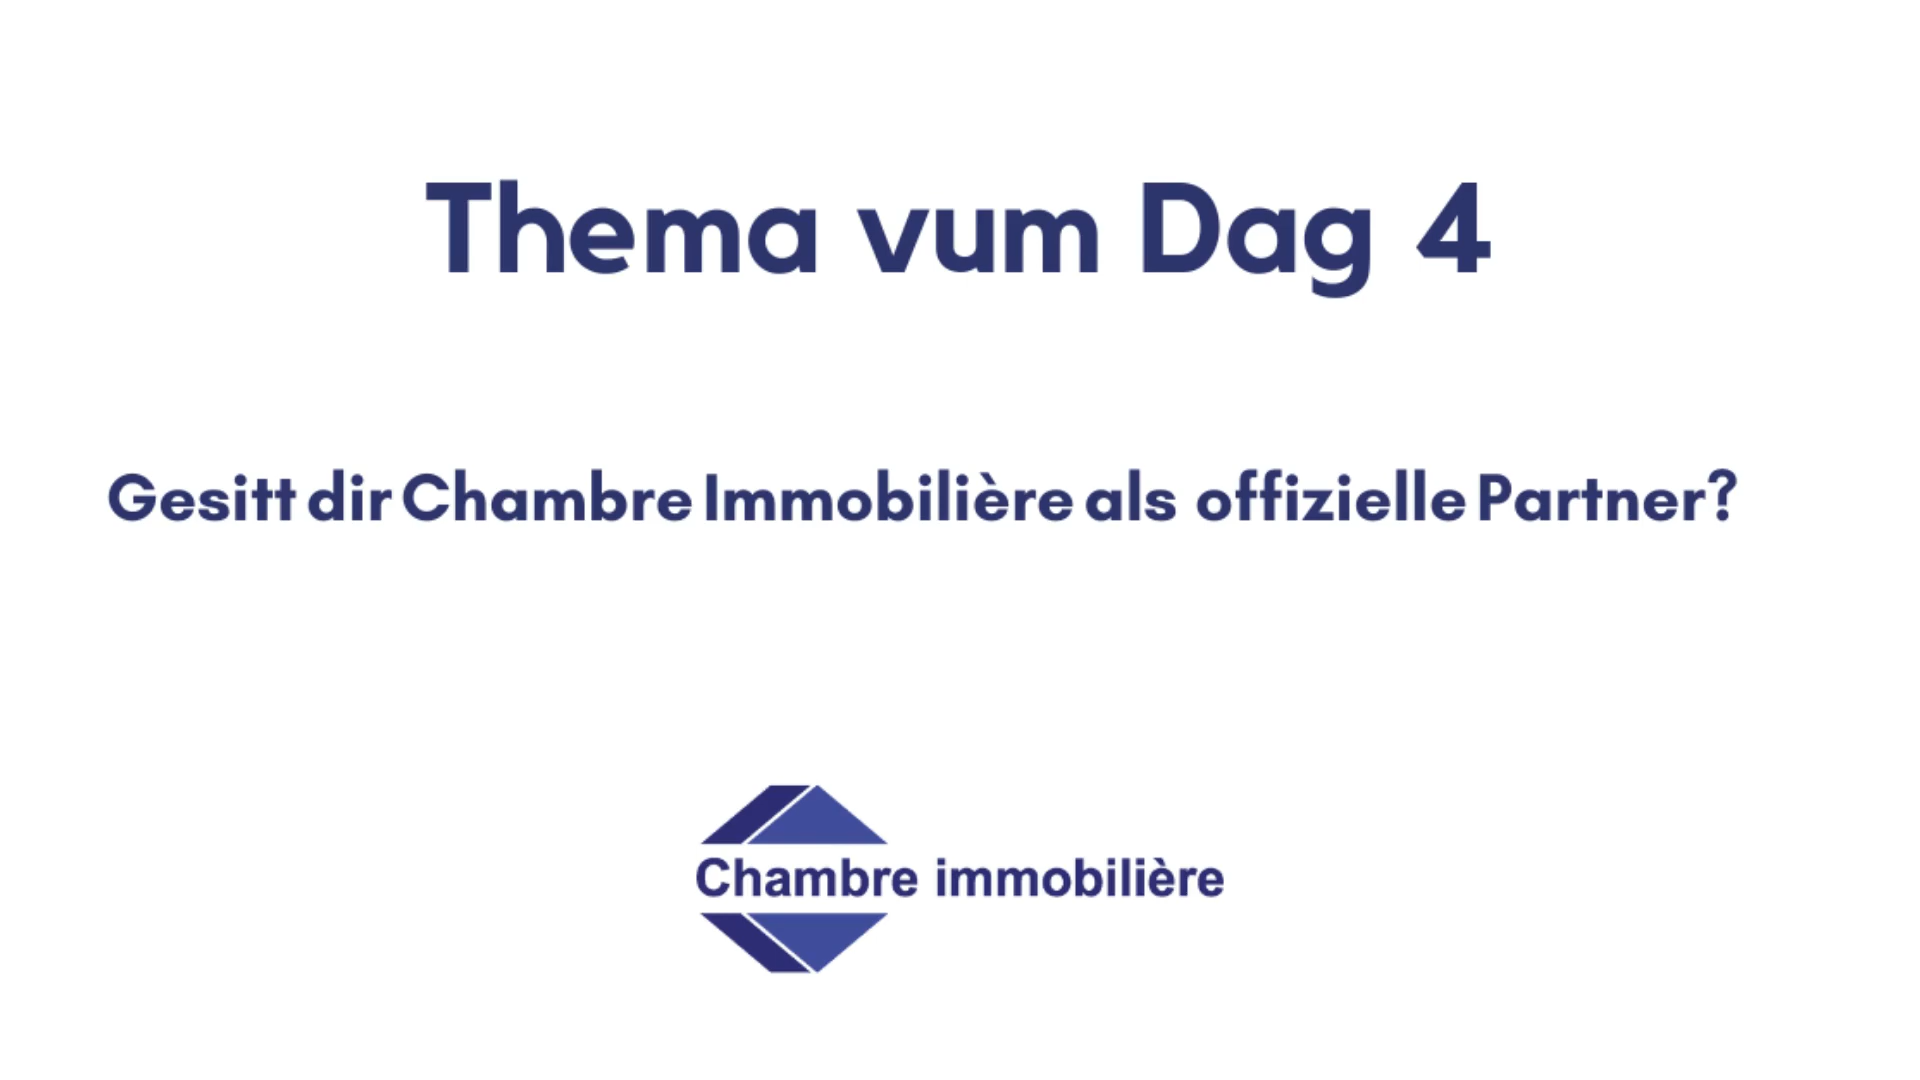 Thema vum Dag 4
Gesitt dir Chambre Immobilière als offizielle Partner?
Chambre immobilière